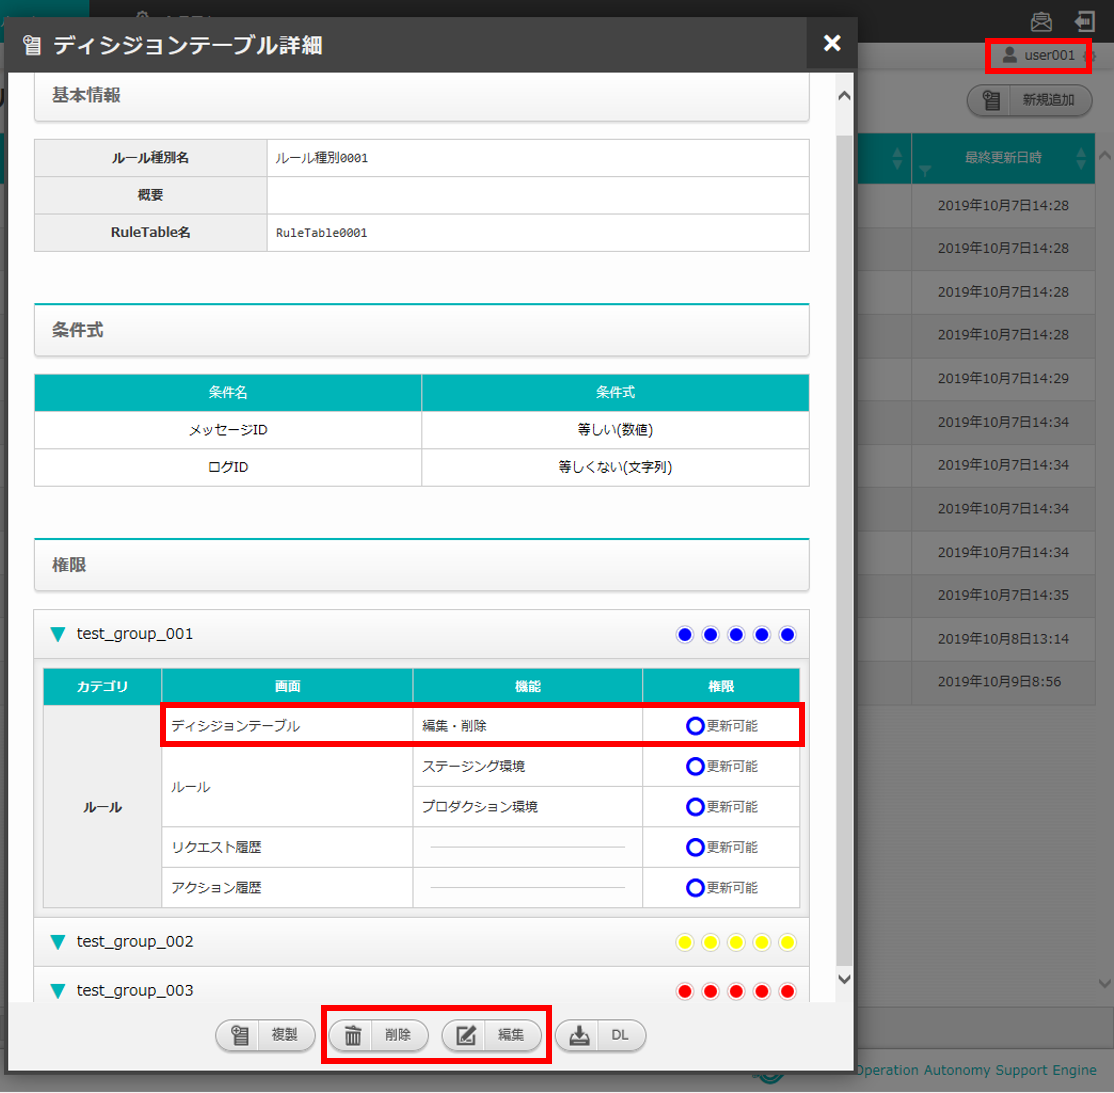 ディシジョンテーブル詳細
user001
新規追加
基本情報
ルール種別名 ルール種別0001
概要
RuleTable名 RuleTable0001
条件式
条件名 条件式
メッセージID 等しい(数値)
ログID 等しくない(文字列)
権限
test_group_001
カテゴリ 画面 機能 権限
ルール
ディシジョンテーブル 編集・削除 更新可能
ルール
ステージング環境 更新可能
プロダクション環境 更新可能
リクエスト履歴 更新可能
アクション履歴 更新可能
test_group_002
test_group_003
複製 削除 編集 DL
最終更新日時
2019年10月7日14:28
2019年10月7日14:28
2019年10月7日14:28
2019年10月7日14:28
2019年10月7日14:29
2019年10月7日14:34
2019年10月7日14:34
2019年10月7日14:34
2019年10月7日14:34
2019年10月7日14:35
2019年10月8日13:14
2019年10月9日8:56
Operation Autonomy Support Engine